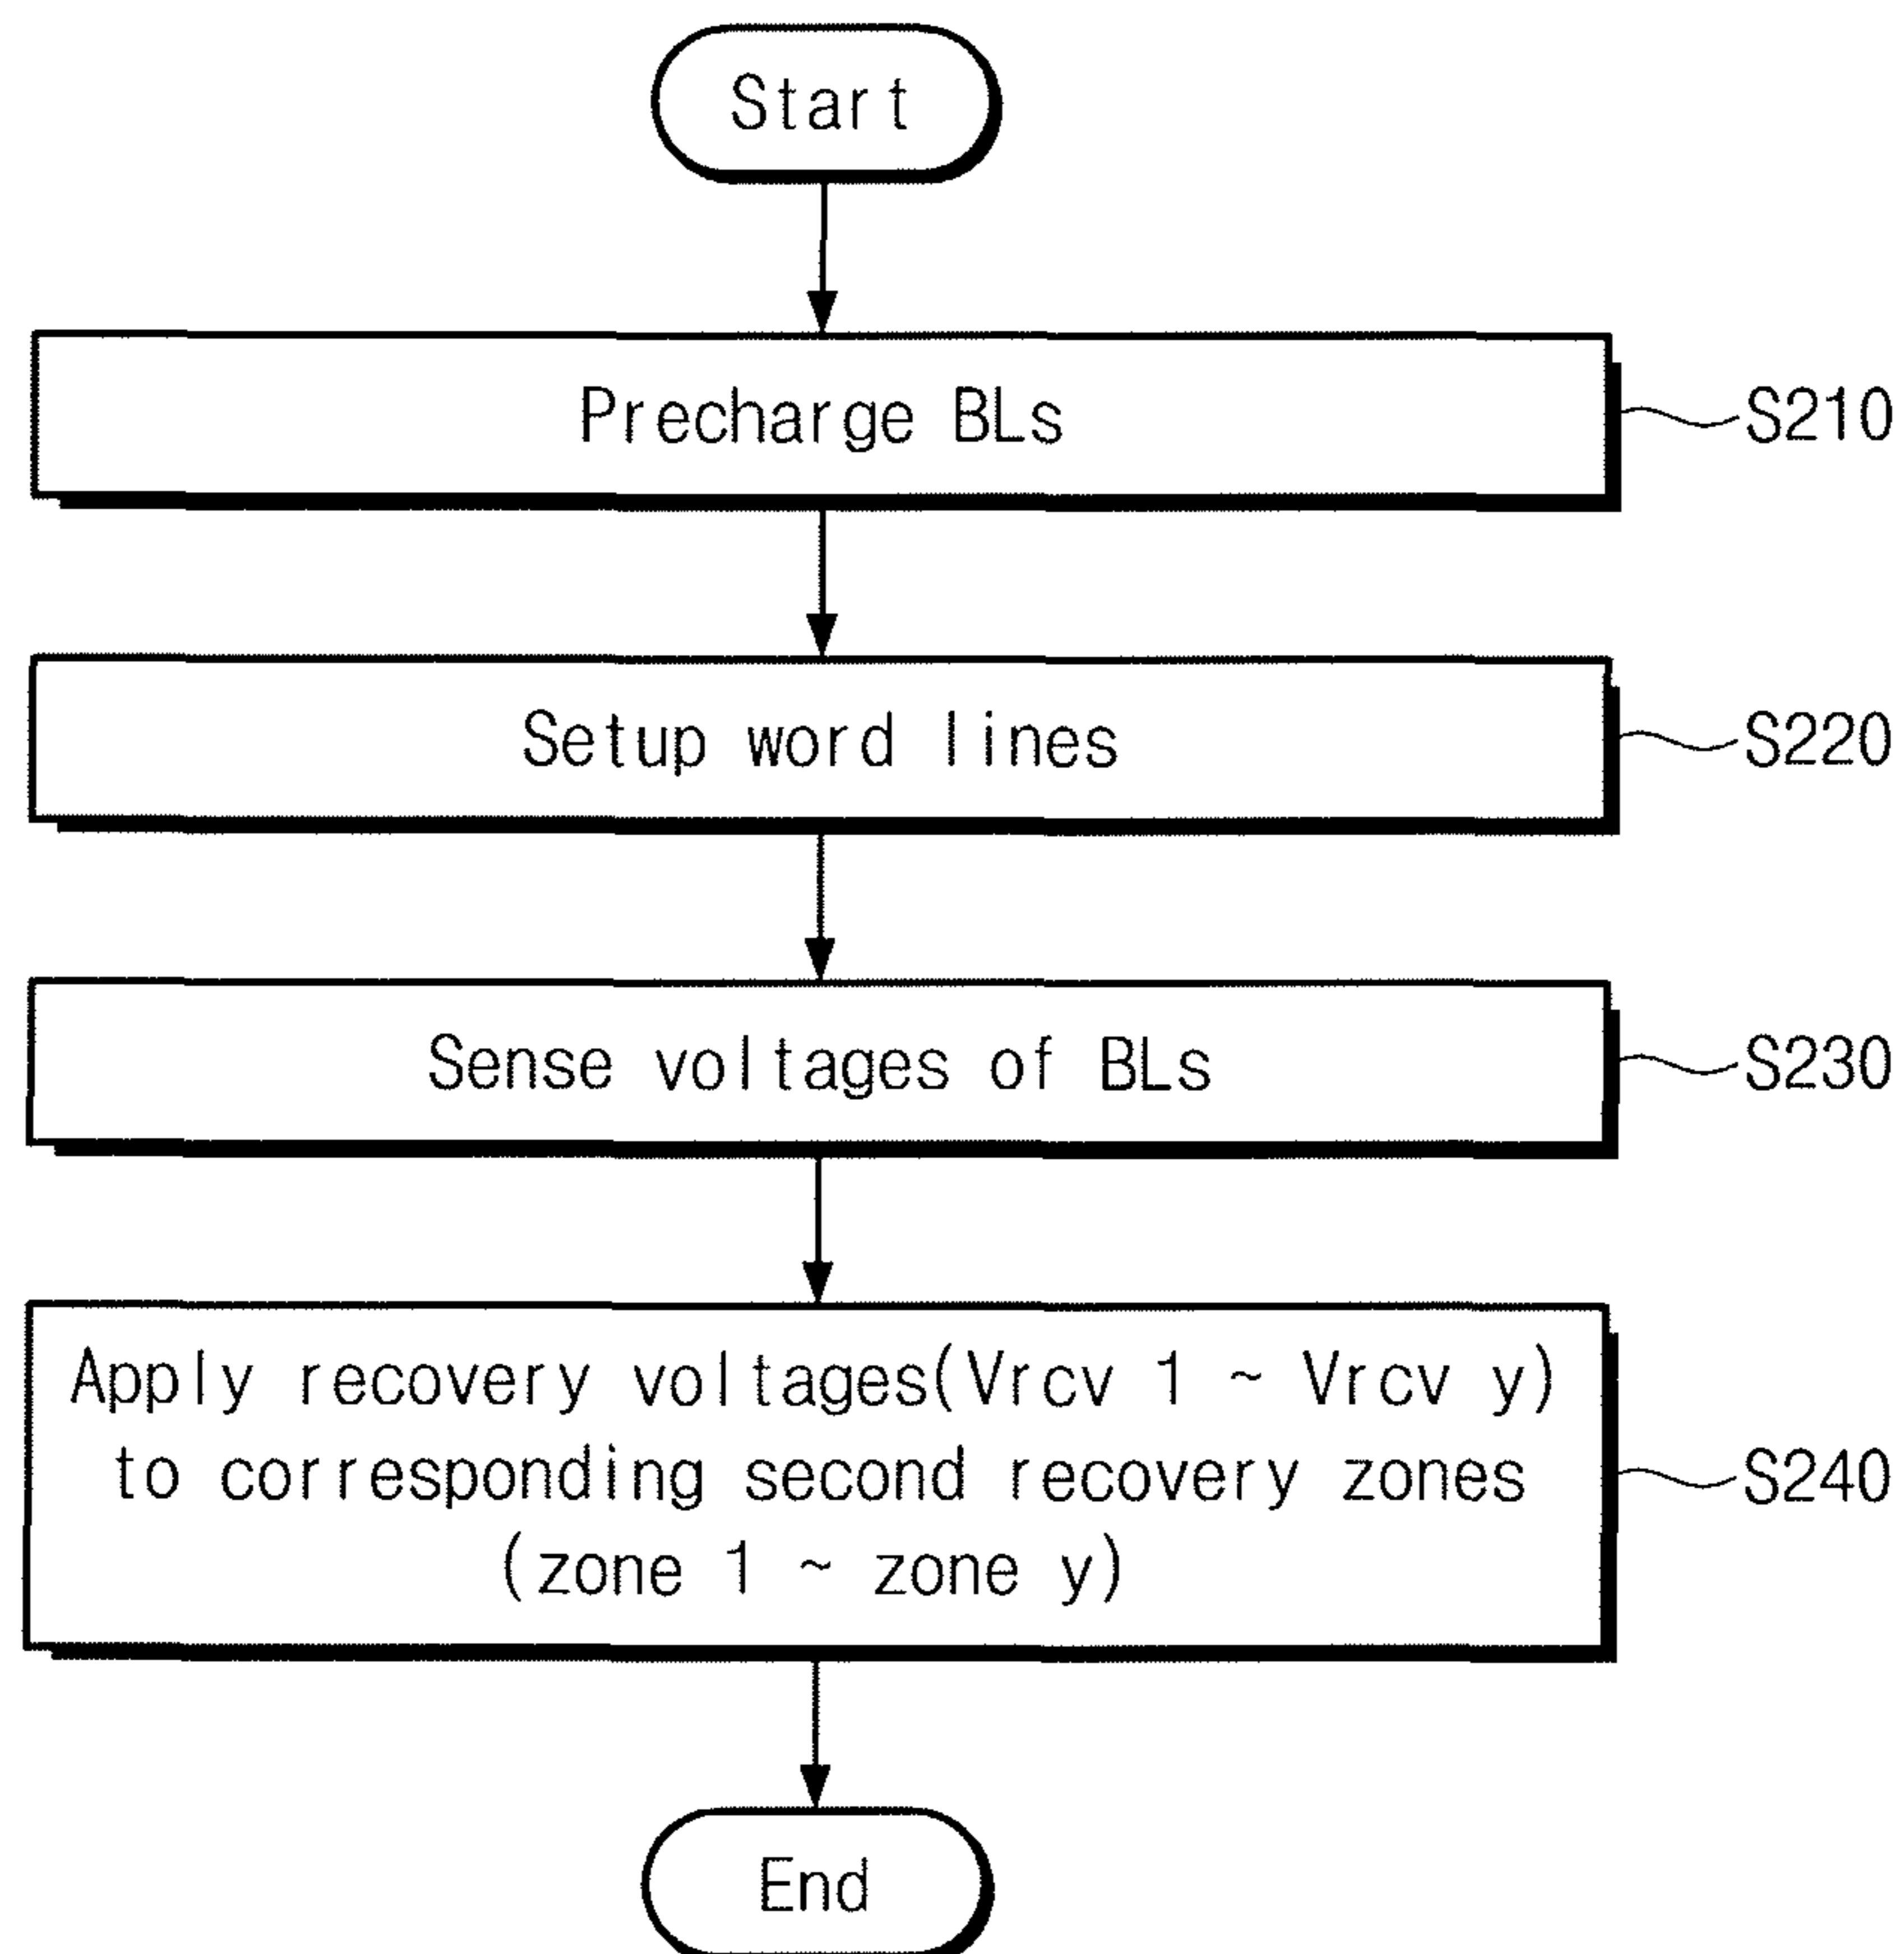 Start
Precharge BLs
S210
Setup word lines
S220
Sense voltages of BLs
S230
Apply recovery voltages(Vrcv 1 ~ Vrcv y)
to corresponding second recovery zones
(zone 1 ~ zone y)
S240
End